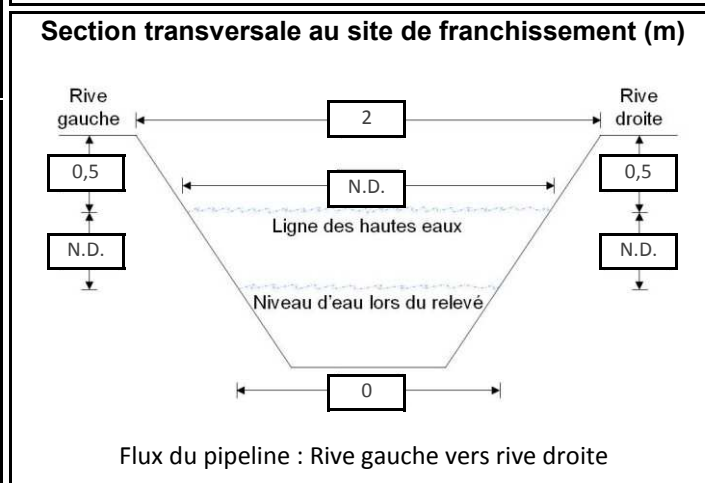 Section transversale au site de franchissement (m)
Rive gauche
Rive droite
2
0,5
N.D.
0,5
Ligne des hautes eaux
N.D.
N.D.
Niveau d'eau lors du relevé
0
Flux du pipeline : Rive gauche vers rive droite